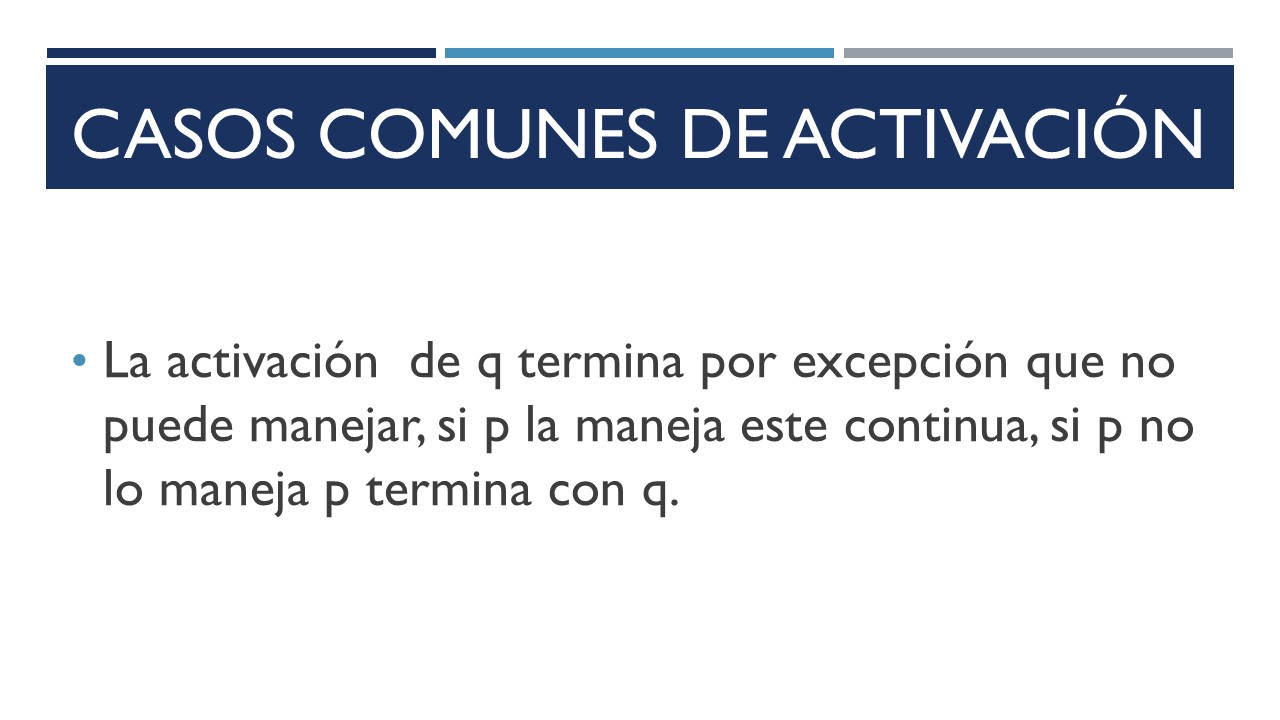 CASOS COMUNES DE ACTIVACIÓN
• La activación  de q termina por excepción que no
puede manejar, si p la maneja este continua, si p no
lo maneja p termina con q.